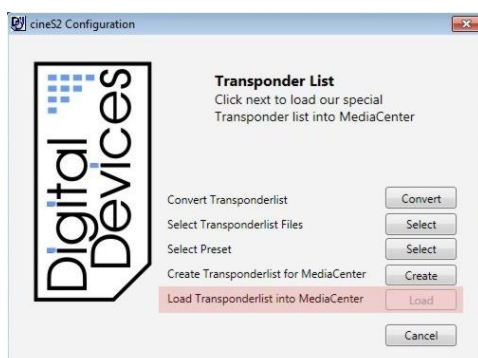 cineS2 Configuration
Digital
Devices
Transponder List
Click next to load our special
Transponder list into MediaCenter
Convert Transponderlist Convert
Select Transponderlist Files Select
Select Preset Select
Create Transponderlist for MediaCenter Create
Load Transponderlist into MediaCenter Load
Cancel